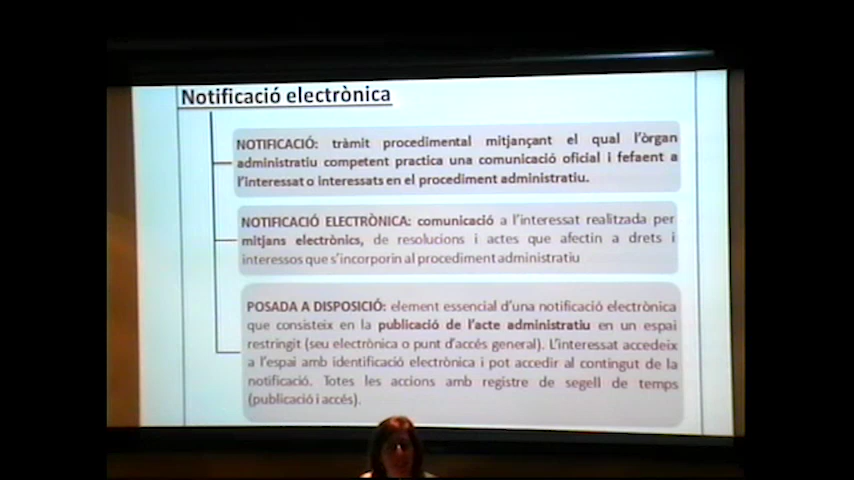 Notificació electrònica
NOTIFICACIÓ: tràmit procedimental mitjançant el qual l'òrgan
administratiu competent practica una comunicació oficial i fefaent a
l'interessat o interessats en el procediment administratiu.
NOTIFICACIÓ ELECTRÒNICA: comunicació a l'interessat realitzada per
mitjans electrònics, de resolucions i actes que afectin a drets i
interessos que s'incorporin al procediment administratiu
POSADA A DISPOSICIÓ: element essencial d'una notificació electrònica
que consisteix en la publicació de l'acte administratiu en un espai
restringit (seu electrònica o punt d'accés general). L'interessat accedeix
a l'espai amb identificació electrònica i pot accedir al contingut de la
notificació. Totes les accions amb registre de segell de temps
(publicació i accés).